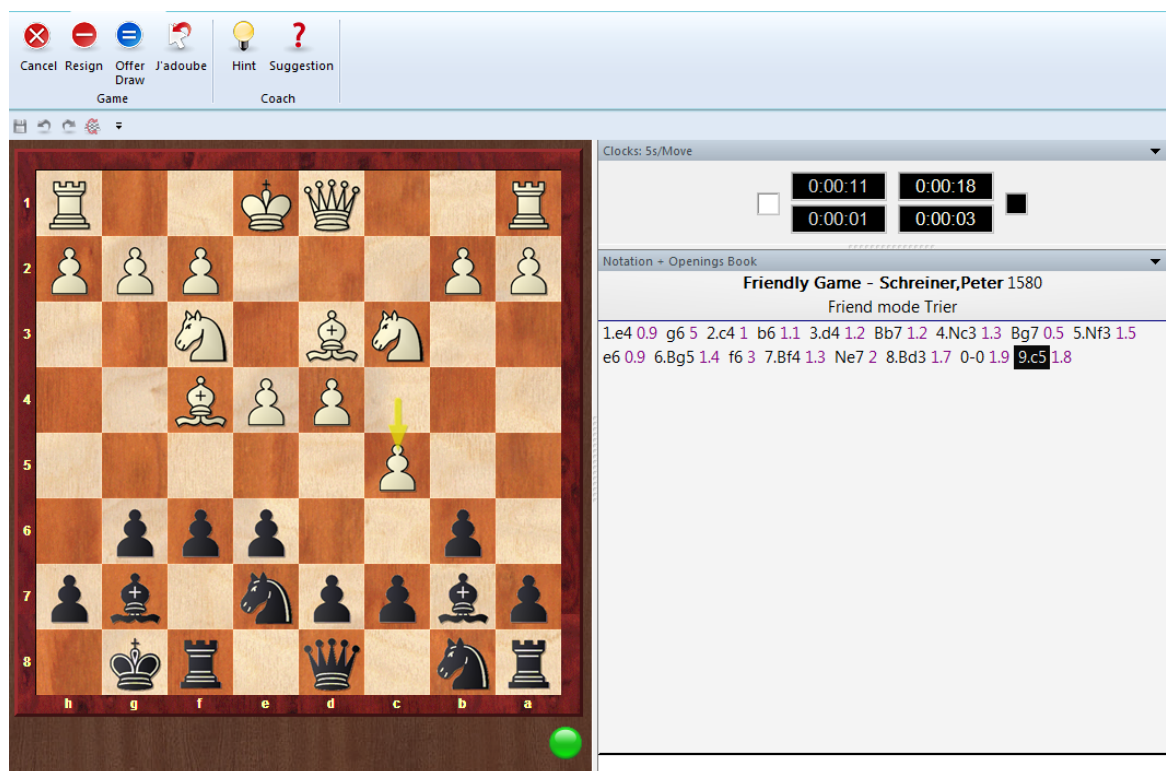 Cancel Resign Offer Draw J'adoube Hint Suggestion
Game Coach
Clocks: 5s/Move
0:00:11 0:00:18
0:00:01 0:00:03
Notation + Openings Book
Friendly Game - Schreiner,Peter 1580
Friend mode Trier
1.e4 0.9 g6 5 2.c4 1 b6 1.1 3.d4 1.2 Bb7 1.2 4.Nc3 1.3 Bg7 0.5 5.Nf3 1.5
e6 0.9 6.Bg5 1.4 f6 3 7.Bf4 1.3 Ne7 2 8.Bd3 1.7 0-0 1.9 9.c5 1.8
1
2
3
4
5
6
7
8
h g f e d c b a